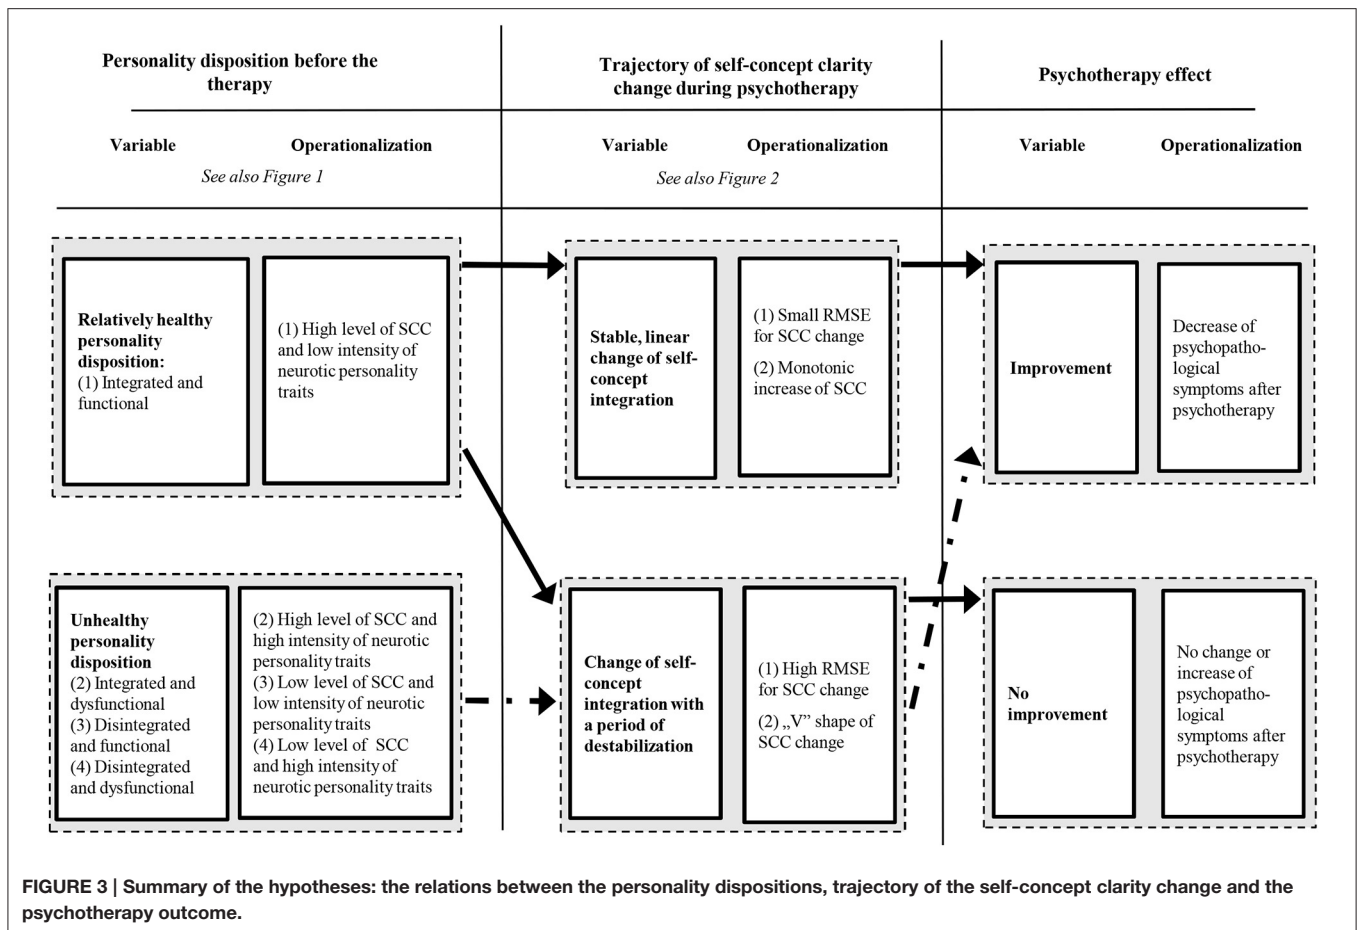 Personality disposition before the
therapy
Trajectory of self-concept clarity
change during psychotherapy
Psychotherapy effect
Variable
Operationalization
See also Figure 1
Variable
Operationalization
See also Figure 2
Variable
Operationalization
Relatively healthy
personality
disposition:
(1) Integrated and
functional
(1) High level of SCC
and low intensity of
neurotic personality
traits
Stable, linear
change of self-
concept
integration
(1) Small RMSE
for SCC change
(2) Monotonic
increase of SCC
Improvement
Decrease of
psychopatho-
logical
symptoms after
psychotherapy
Unhealthy
personality
disposition
(2) Integrated and
dysfunctional
(3) Disintegrated
and functional
(4) Disintegrated
and dysfunctional
(2) High level of SCC and
high intensity of neurotic
personality traits
(3) Low level of SCC and
low intensity of neurotic
personality traits
(4) Low level of SCC
and high intensity of
neurotic personality traits
Change of self-
concept
integration with
a period of
destabilization
(1) High RMSE
for SCC change
(2) „V” shape of
SCC change
No
improvement
No change or
increase of
psychopatho-
logical
symptoms after
psychotherapy
FIGURE 3 | Summary of the hypotheses: the relations between the personality dispositions, trajectory of the self-concept clarity change and the
psychotherapy outcome.